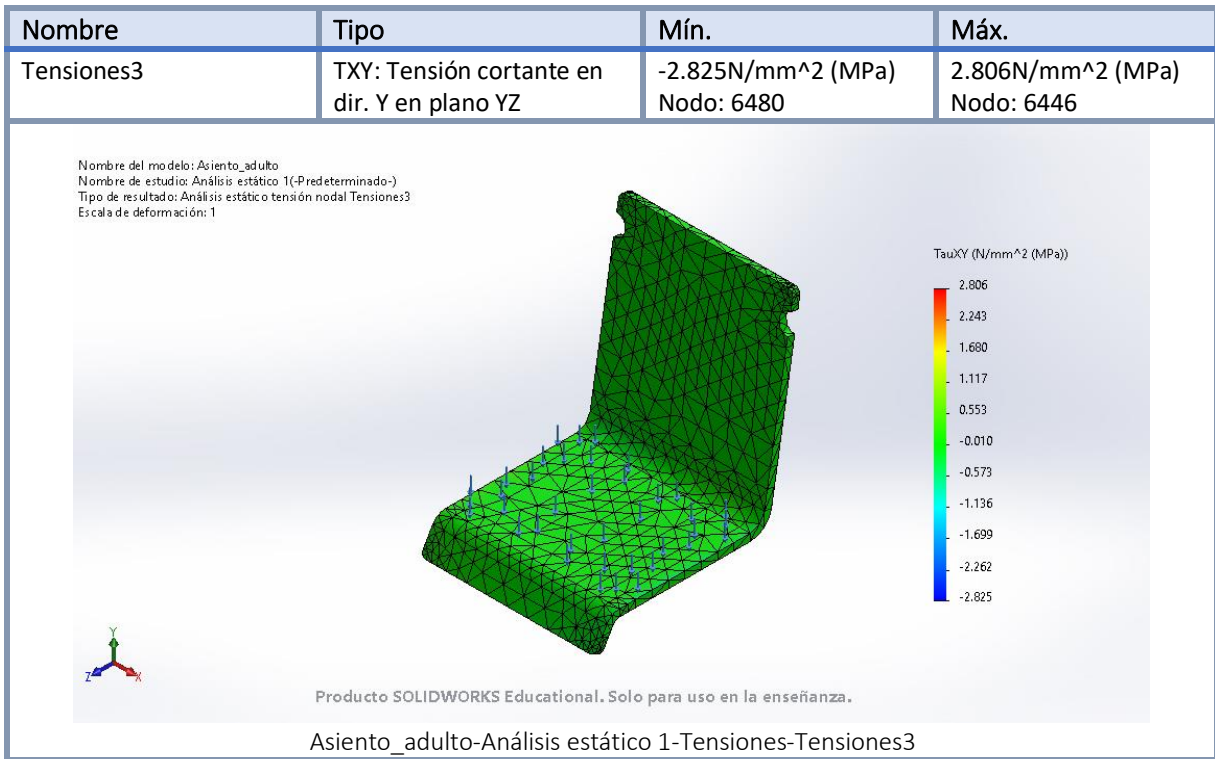 Nombre Tipo Mín. Máx.
Tensiones3 TXY: Tensión cortante en -2.825N/mm^2 (MPa) 2.806N/mm^2 (MPa)
dir. Y en plano YZ Nodo: 6480 Nodo: 6446
Nombre del modelo: Asiento_adulto
Nombre de estudio: Análisis estático 1(-Predeterminado-)
Tipo de resultado: Análisis estático tensión nodal Tensiones3
Escala de deformación: 1
TauXY (N/mm^2 (MPa))
2.806
2.243
1.680
1.117
0.553
-0.010
-0.573
-1.136
-1.699
-2.262
-2.825
Y
Z
X
Producto SOLIDWORKS Educational. Solo para uso en la enseñanza.
Asiento_adulto-Análisis estático 1-Tensiones-Tensiones3